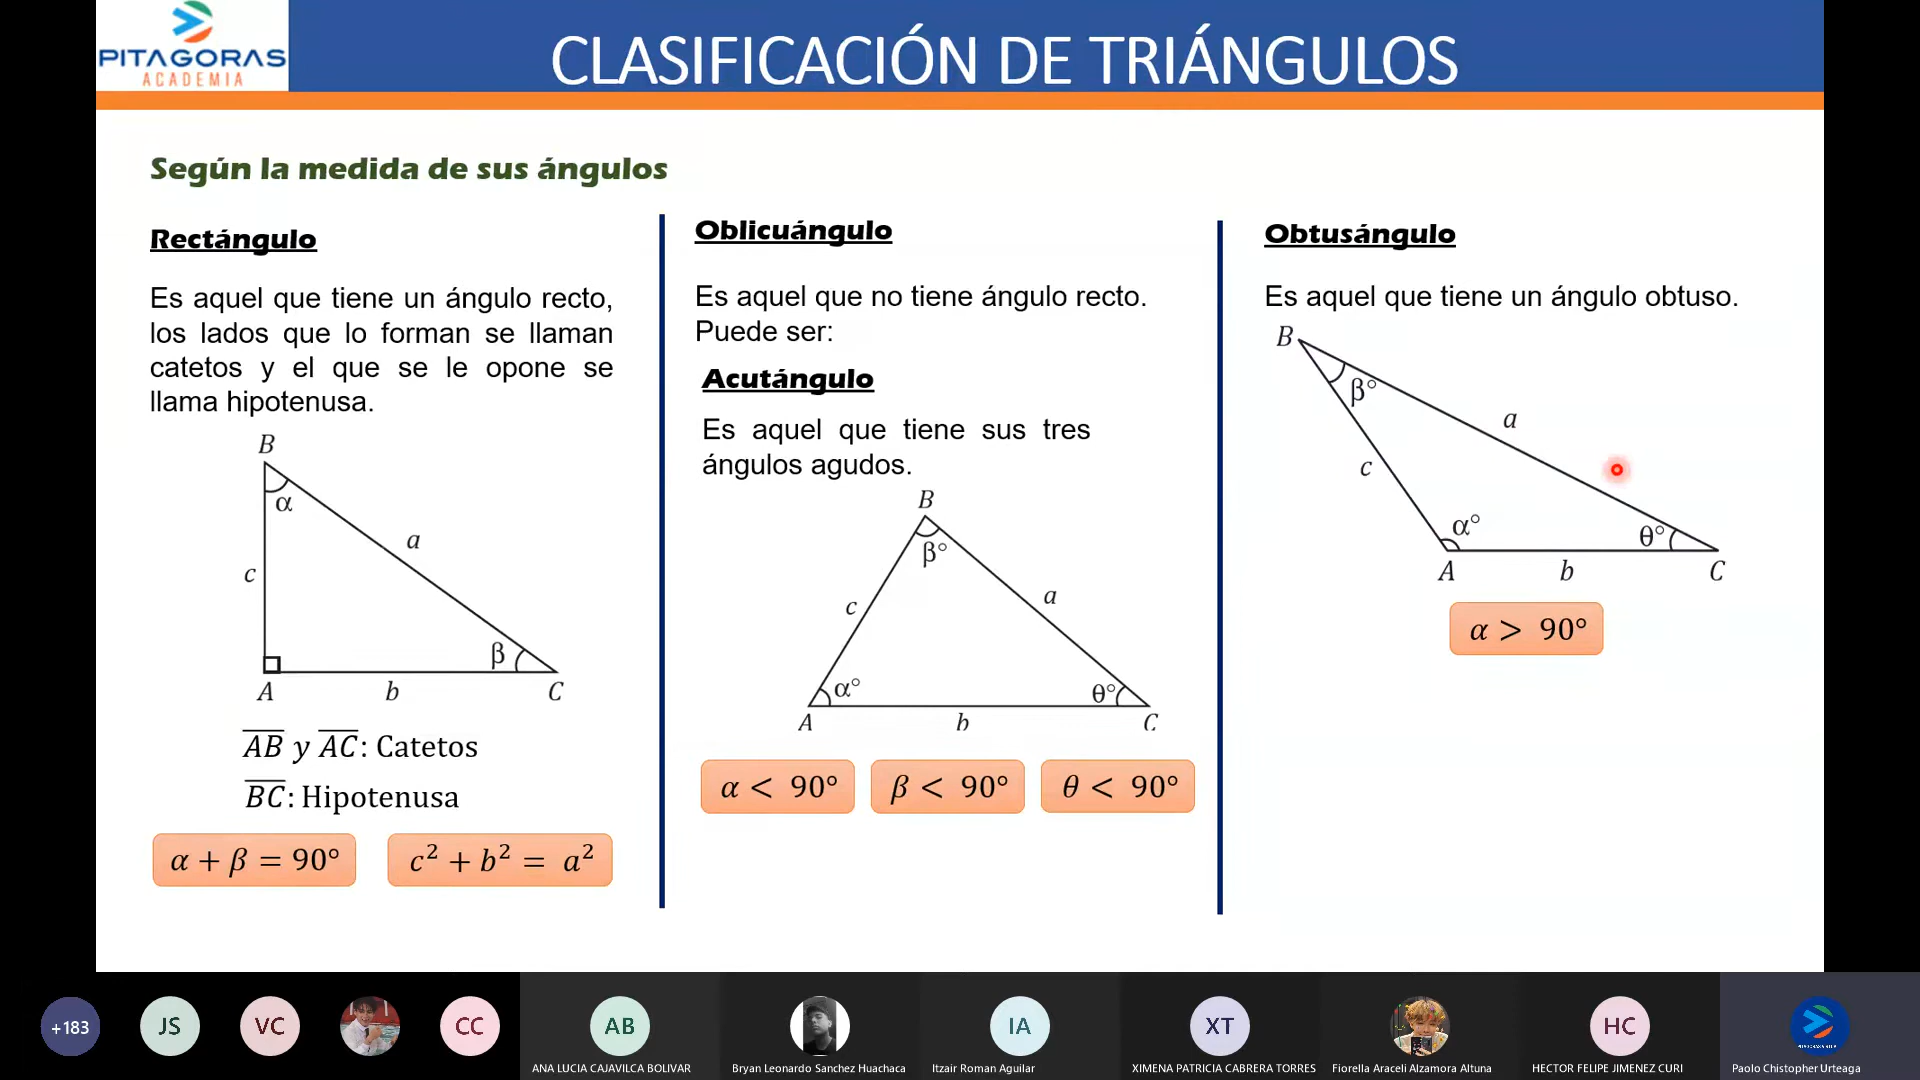 PITAGORAS
ACADEMIA
CLASIFICACIÓN DE TRIÁNGULOS
Según la medida de sus ángulos
Rectángulo
Es aquel que tiene un ángulo recto,
los lados que lo forman se llaman
catetos y el que se le opone se
llama hipotenusa.
B
α
a
c
β
A
b
C
AB y AC: Catetos
BC: Hipotenusa
α + β = 90°
c² + b² = a²
Oblicuángulo
Es aquel que no tiene ángulo recto.
Puede ser:
Acutángulo
Es aquel que tiene sus tres
ángulos agudos.
B
β°
c
a
α°
θ°
A
b
C
α < 90°
β < 90°
θ < 90°
Obtusángulo
Es aquel que tiene un ángulo obtuso.
B
β°
a
c
α°
θ°
A
b
C
α > 90°
+183
JS
VC
CC
AB
IA
XT
HC
ANA LUCIA CAJAVILCA BOLIVAR
Bryan Leonardo Sanchez Huachaca
Itzair Roman Aguilar
XIMENA PATRICIA CABRERA TORRES
Fiorella Araceli Alzamora Altuna
HECTOR FELIPE JIMENEZ CURI
Paolo Chistopher Urteaga